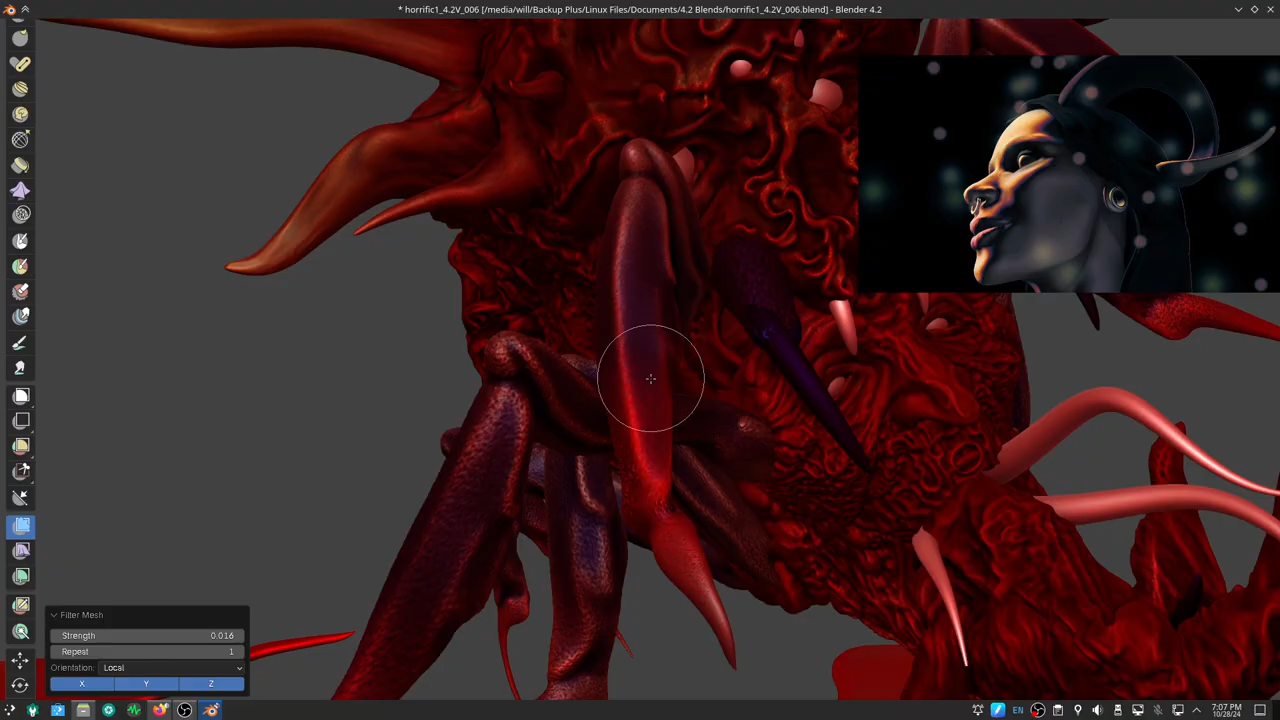 * horrific1_4.2V_006 [/media/will/Backup Plus/Linux Files/Documents/4.2 Blends/horrific1_4.2V_006.blend] - Blender 4.2
Filter Mesh
Strength 0.016
Repeat 1
Orientation: Local
X Y Z
EN 7:07 PM
10/28/24